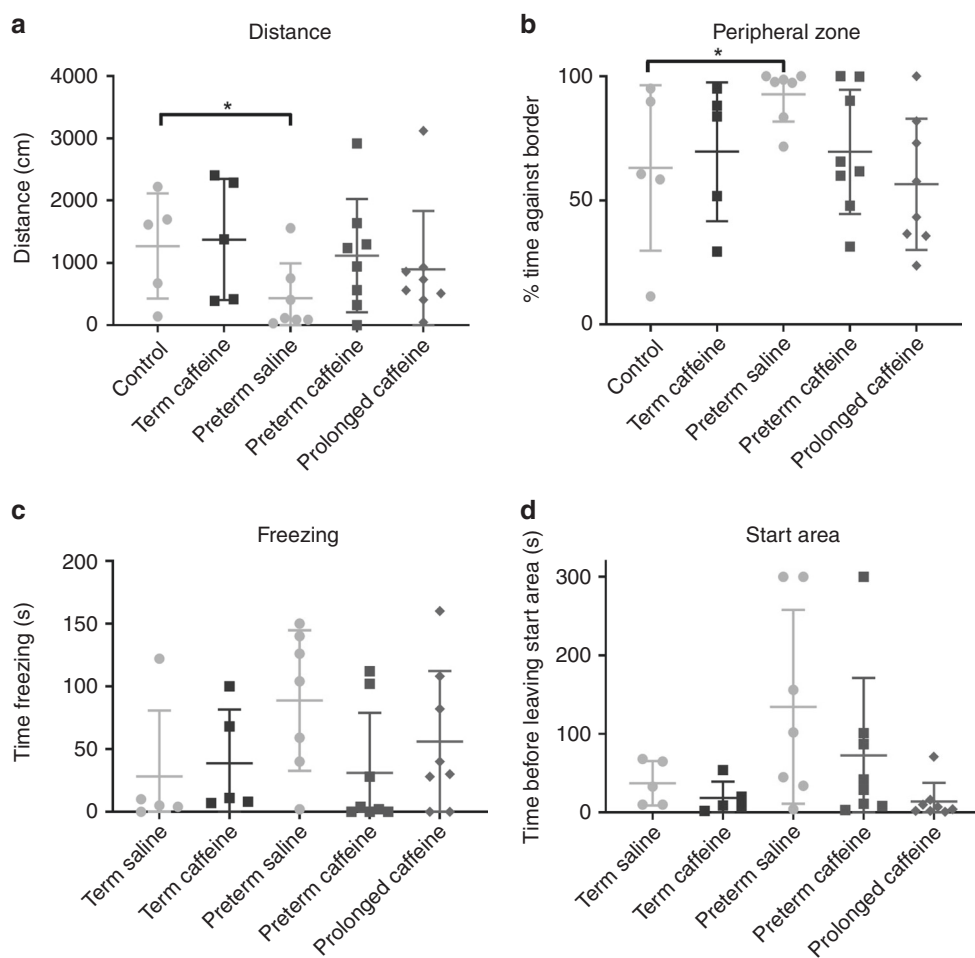 a
Distance
Distance (cm)
4000
3000
2000
1000
0
*
Control
Term caffeine
Preterm saline
Preterm caffeine
Prolonged caffeine
b
Peripheral zone
% time against border
100
50
0
*
Control
Term caffeine
Preterm saline
Preterm caffeine
Prolonged caffeine
c
Freezing
Time freezing (s)
200
150
100
50
0
Term saline
Term caffeine
Preterm saline
Preterm caffeine
Prolonged caffeine
d
Start area
Time before leaving start area (s)
300
200
100
0
Term saline
Term caffeine
Preterm saline
Preterm caffeine
Prolonged caffeine